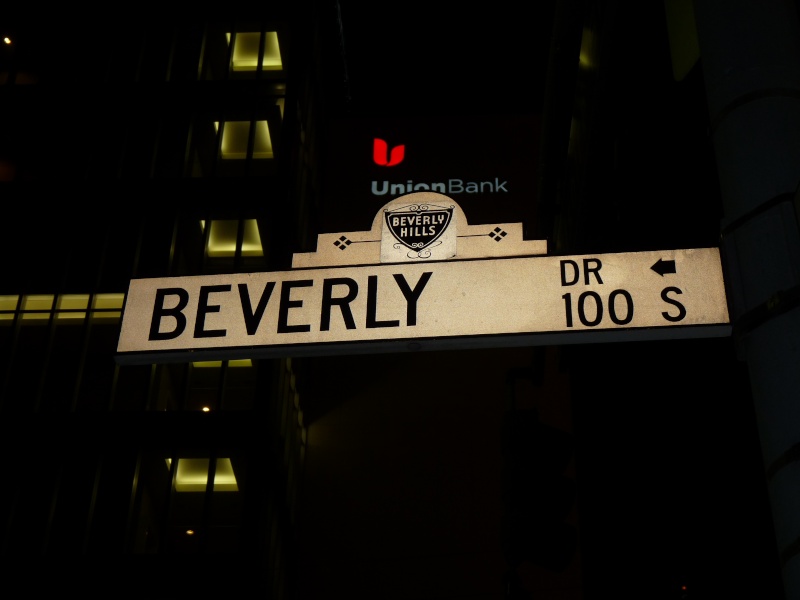 UnionBank
BEVERLY
HILLS
BEVERLY DR ←
100 S